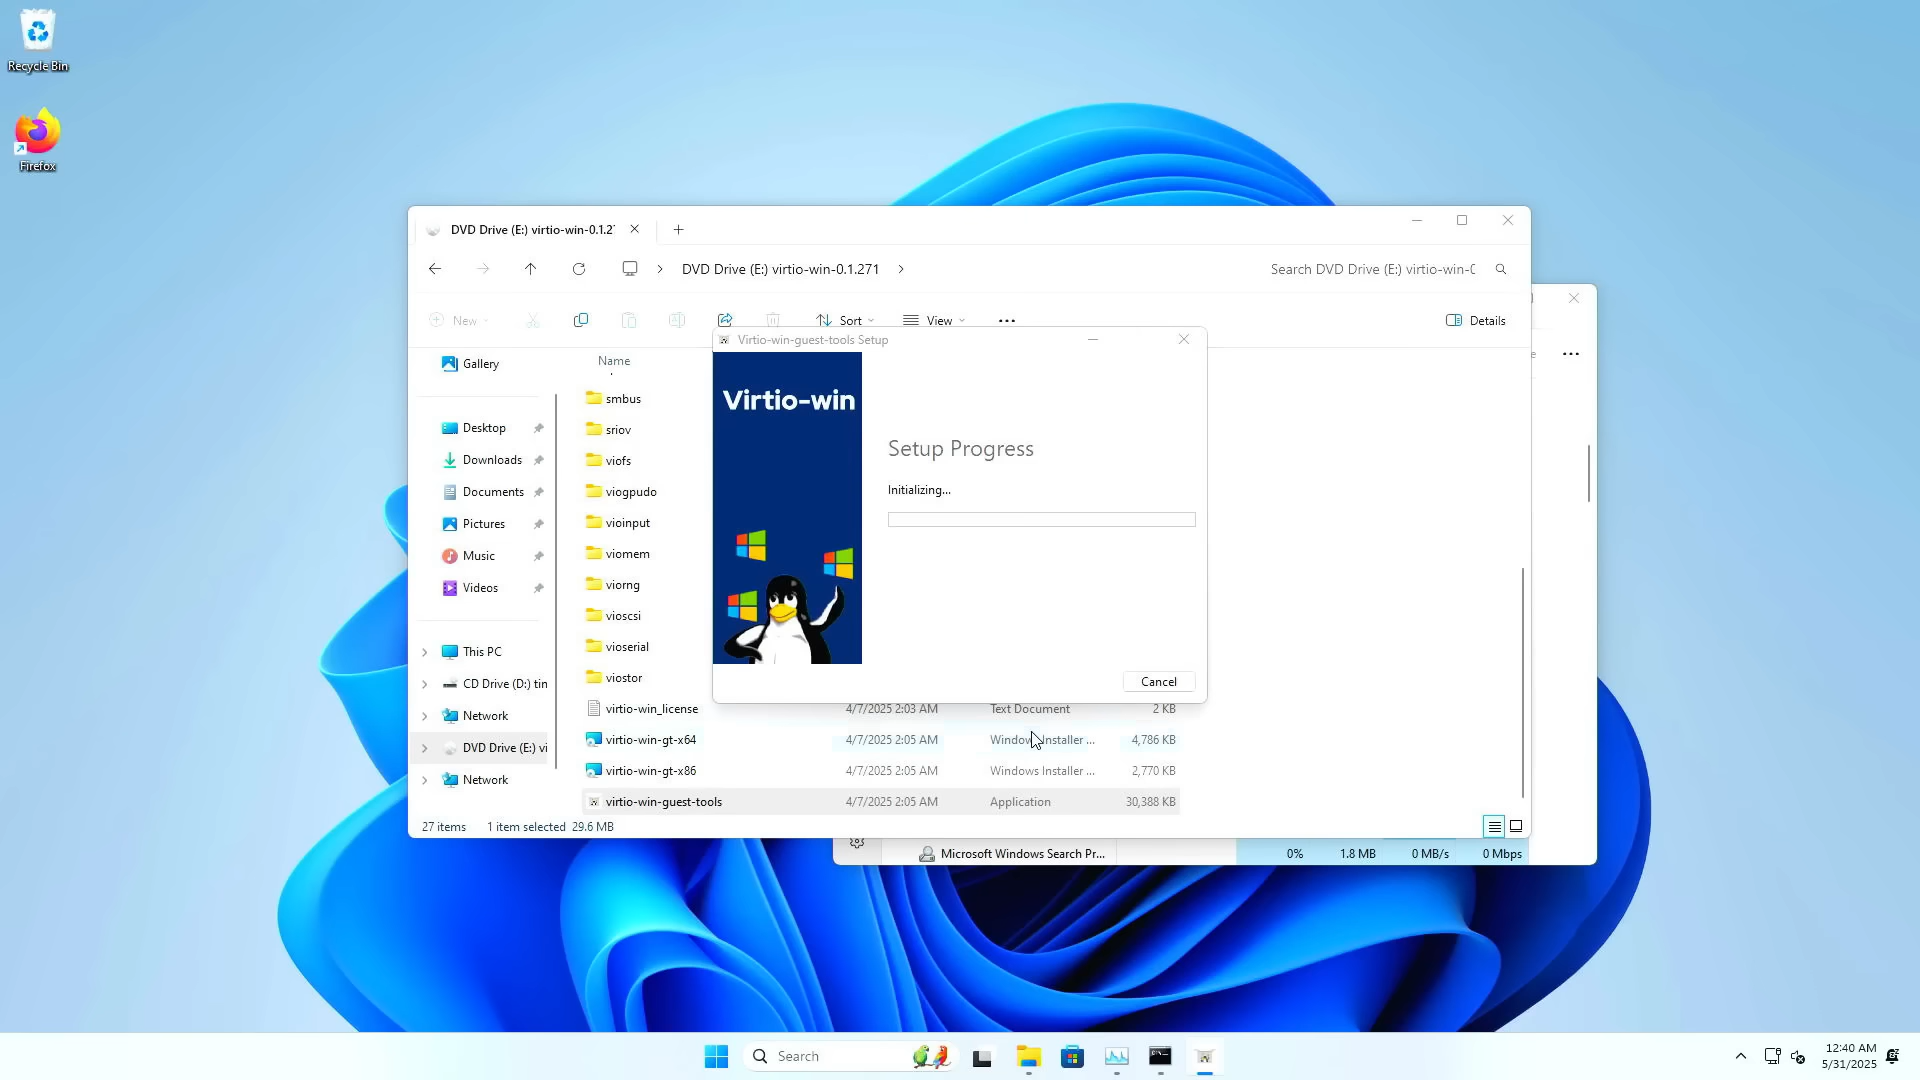 Recycle Bin
Firefox
DVD Drive (E:) virtio-win-0.1.2
DVD Drive (E:) virtio-win-0.1.271
Search DVD Drive (E:) virtio-win-0
New
Sort
View
Details
Gallery
Desktop
Downloads
Documents
Pictures
Music
Videos
This PC
CD Drive (D:) tin
Network
DVD Drive (E:) vi
Network
Name
smbus
sriov
viofs
viogpudo
vioinput
viomem
viorng
vioscsi
vioserial
viostor
virtio-win_license 4/7/2025 2:03 AM Text Document 2 KB
virtio-win-gt-x64 4/7/2025 2:05 AM Windows Installer ... 4,786 KB
virtio-win-gt-x86 4/7/2025 2:05 AM Windows Installer ... 2,770 KB
virtio-win-guest-tools 4/7/2025 2:05 AM Application 30,388 KB
27 items 1 item selected 29.6 MB
Virtio-win-guest-tools Setup
Virtio-win
Setup Progress
Initializing...
Cancel
Microsoft Windows Search Pr... 0% 1.8 MB 0 MB/s 0 Mbps
Search
12:40 AM
5/31/2025